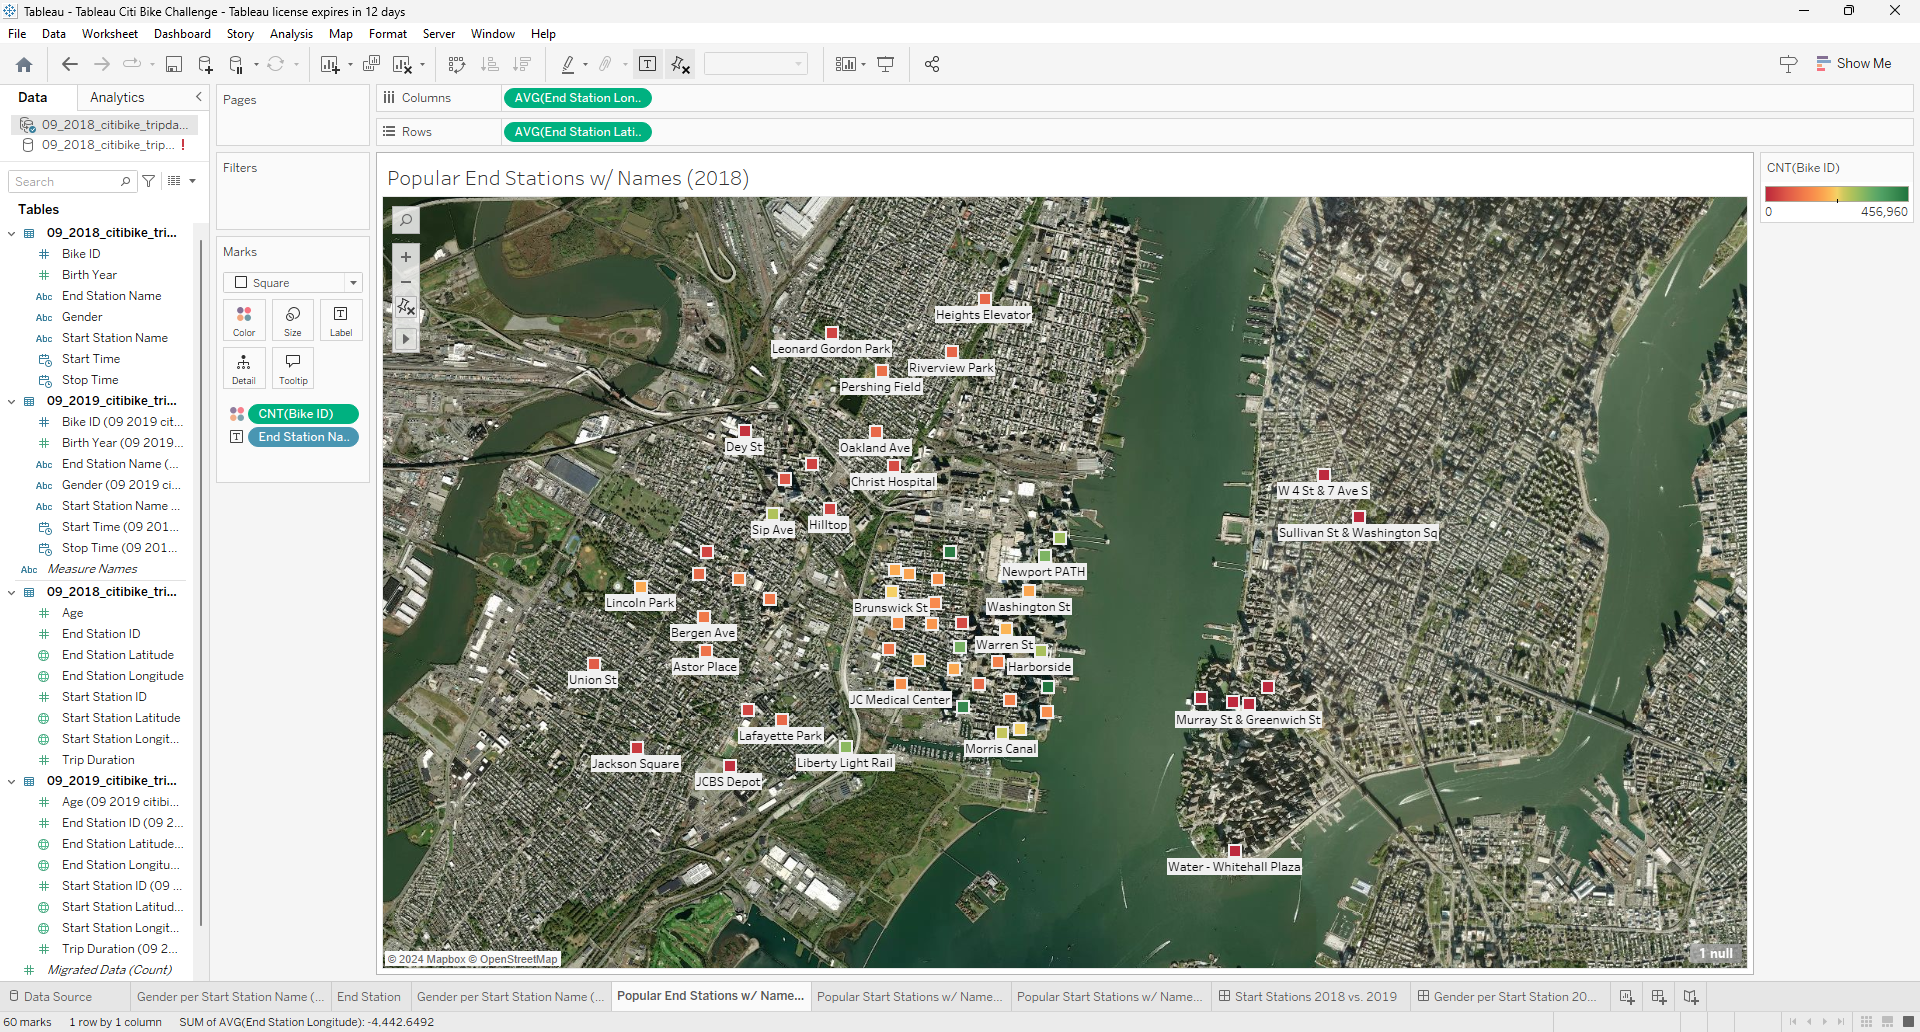 Tableau - Tableau Citi Bike Challenge - Tableau license expires in 12 days
File Data Worksheet Dashboard Story Analysis Map Format Server Window Help
Show Me
Data Analytics
09_2018_citibike_tripda...
09_2018_citibike_trip... !
Search
Tables
09_2018_citibike_tri...
Bike ID
Birth Year
Abc End Station Name
Abc Gender
Abc Start Station Name
Start Time
Stop Time
09_2019_citibike_tri...
Bike ID (09 2019 cit...
Birth Year (09 2019...
Abc End Station Name (...
Abc Gender (09 2019 ci...
Abc Start Station Name ...
Start Time (09 201...
Stop Time (09 201...
Abc Measure Names
09_2018_citibike_tri...
Age
End Station ID
End Station Latitude
End Station Longitude
Start Station ID
Start Station Latitude
Start Station Longit...
Trip Duration
09_2019_citibike_tri...
Age (09 2019 citibi...
End Station ID (09 2...
End Station Latitude...
End Station Longitu...
Start Station ID (09 ...
Start Station Latitud...
Start Station Longit...
Trip Duration (09 2...
Migrated Data (Count)
Pages
Filters
Marks
Square
Color Size Label
Detail Tooltip
CNT(Bike ID)
End Station Na..
Columns AVG(End Station Lon..
Rows AVG(End Station Lati..
Popular End Stations w/ Names (2018)
Heights Elevator
Leonard Gordon Park
Riverview Park
Pershing Field
Dey St
Oakland Ave
Christ Hospital
W 4 St & 7 Ave S
Sip Ave
Hilltop
Sullivan St & Washington Sq
Newport PATH
Lincoln Park
Brunswick St
Washington St
Bergen Ave
Warren St
Astor Place
Harborside
Union St
JC Medical Center
Murray St & Greenwich St
Lafayette Park
Morris Canal
Jackson Square
Liberty Light Rail
JCBS Depot
Water - Whitehall Plaza
© 2024 Mapbox © OpenStreetMap
1 null
CNT(Bike ID)
0 456,960
Data Source
Gender per Start Station Name (...
End Station
Gender per Start Station Name (...
Popular End Stations w/ Name...
Popular Start Stations w/ Name...
Popular Start Stations w/ Name...
Start Stations 2018 vs. 2019
Gender per Start Station 20...
60 marks 1 row by 1 column SUM of AVG(End Station Longitude): -4,442.6492